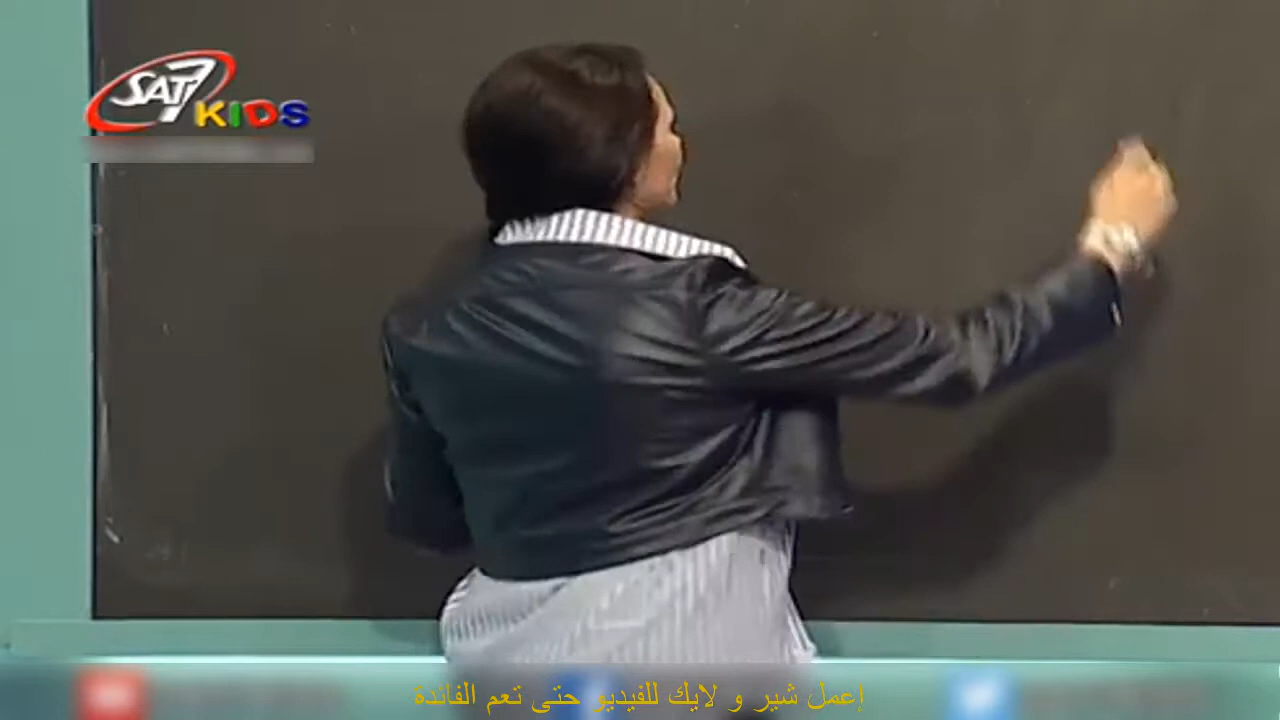 SAT7
KIDS
إعمل شير و لايك للفيديو حتى تعم الفائدة